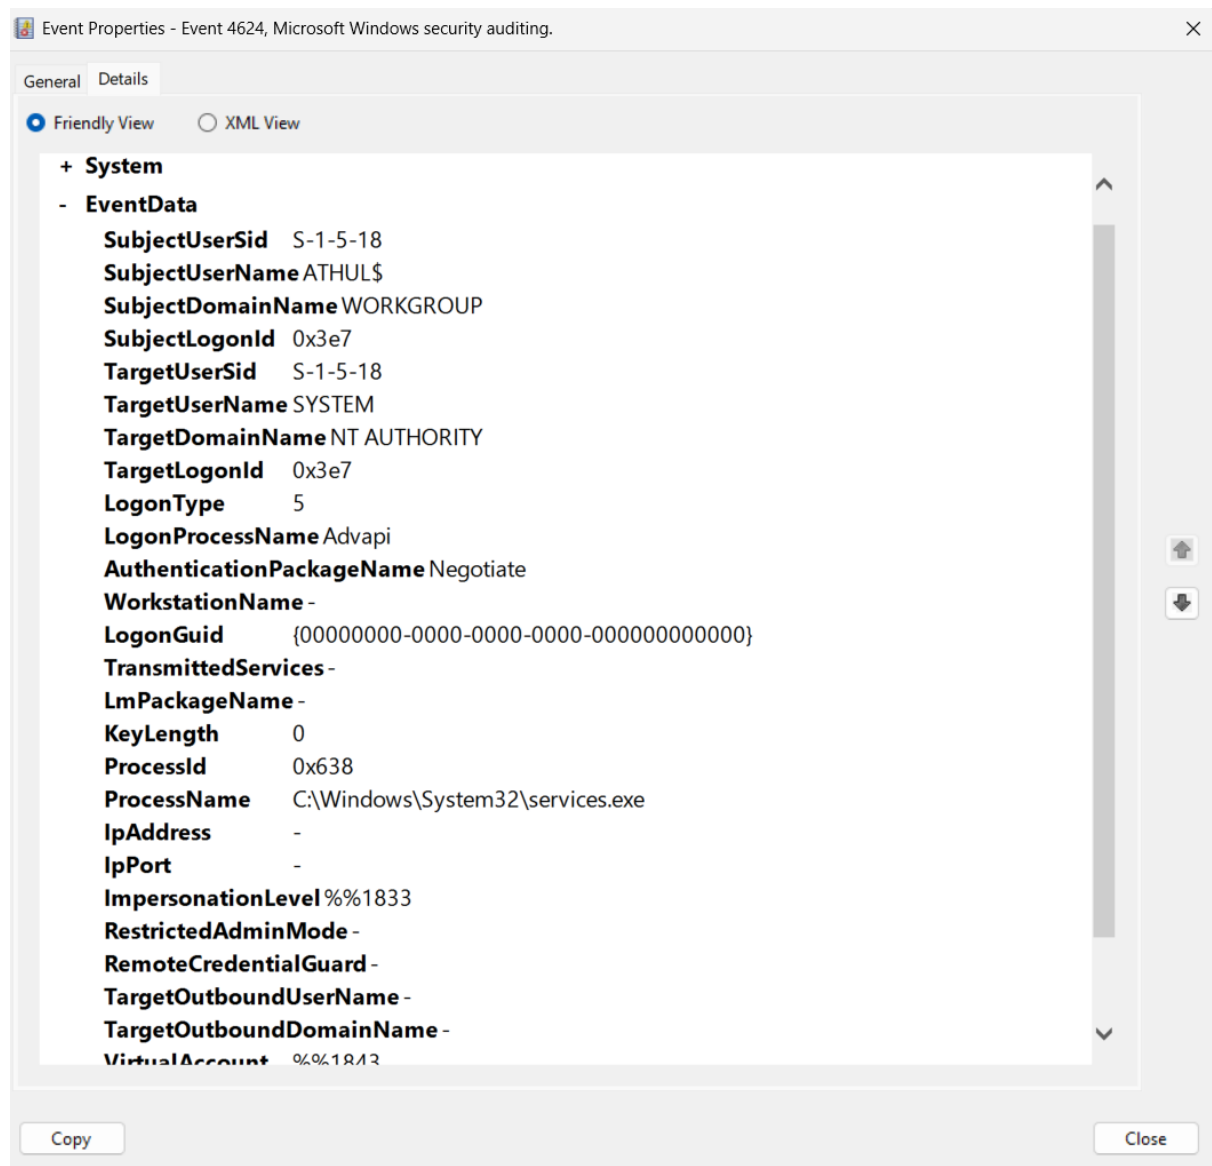 Event Properties - Event 4624, Microsoft Windows security auditing.
General Details
Friendly View XML View
+ System
- EventData
SubjectUserSid S-1-5-18
SubjectUserName ATHUL$
SubjectDomainName WORKGROUP
SubjectLogonId 0x3e7
TargetUserSid S-1-5-18
TargetUserName SYSTEM
TargetDomainName NT AUTHORITY
TargetLogonId 0x3e7
LogonType 5
LogonProcessName Advapi
AuthenticationPackageName Negotiate
WorkstationName -
LogonGuid {00000000-0000-0000-0000-000000000000}
TransmittedServices -
LmPackageName -
KeyLength 0
ProcessId 0x638
ProcessName C:\Windows\System32\services.exe
IpAddress -
IpPort -
ImpersonationLevel %%1833
RestrictedAdminMode -
RemoteCredentialGuard -
TargetOutboundUserName -
TargetOutboundDomainName -
VirtualAccount %%1843
Copy Close